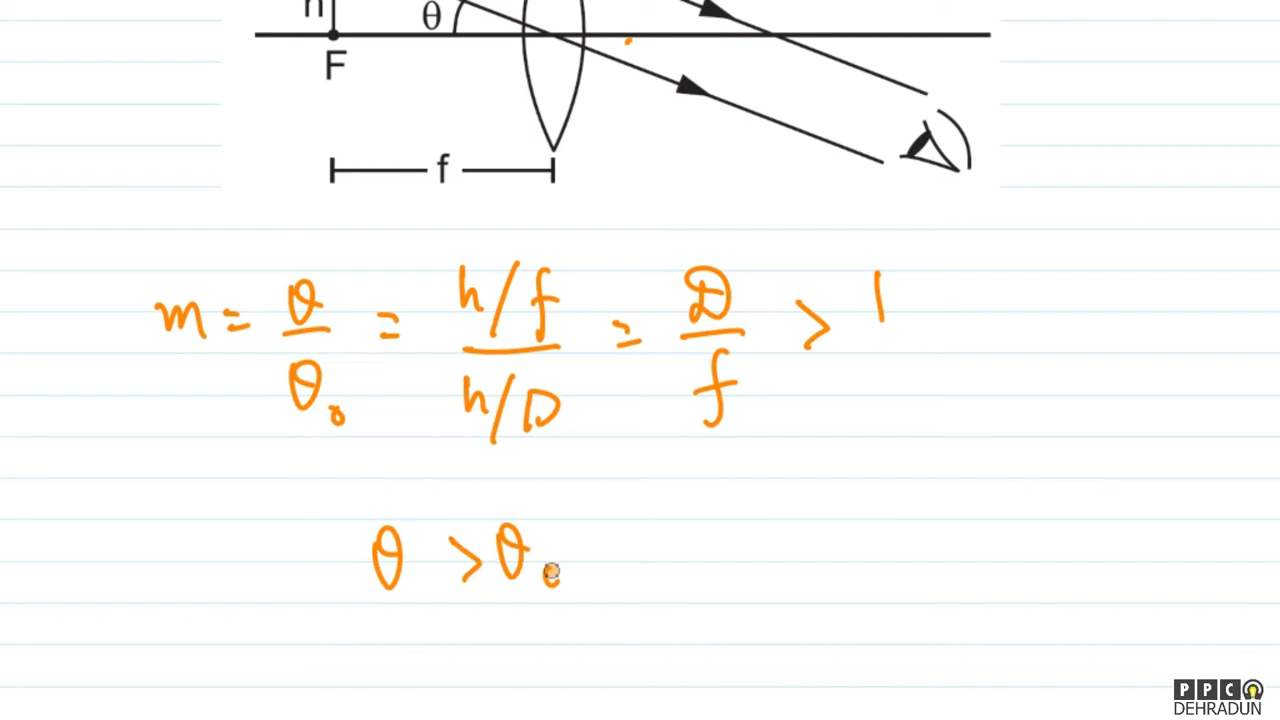 h
θ
F
f
m = θ/θ₀ = (h/f)/(h/D) = D/f > 1
θ > θ₀
PPC
DEHRADUN